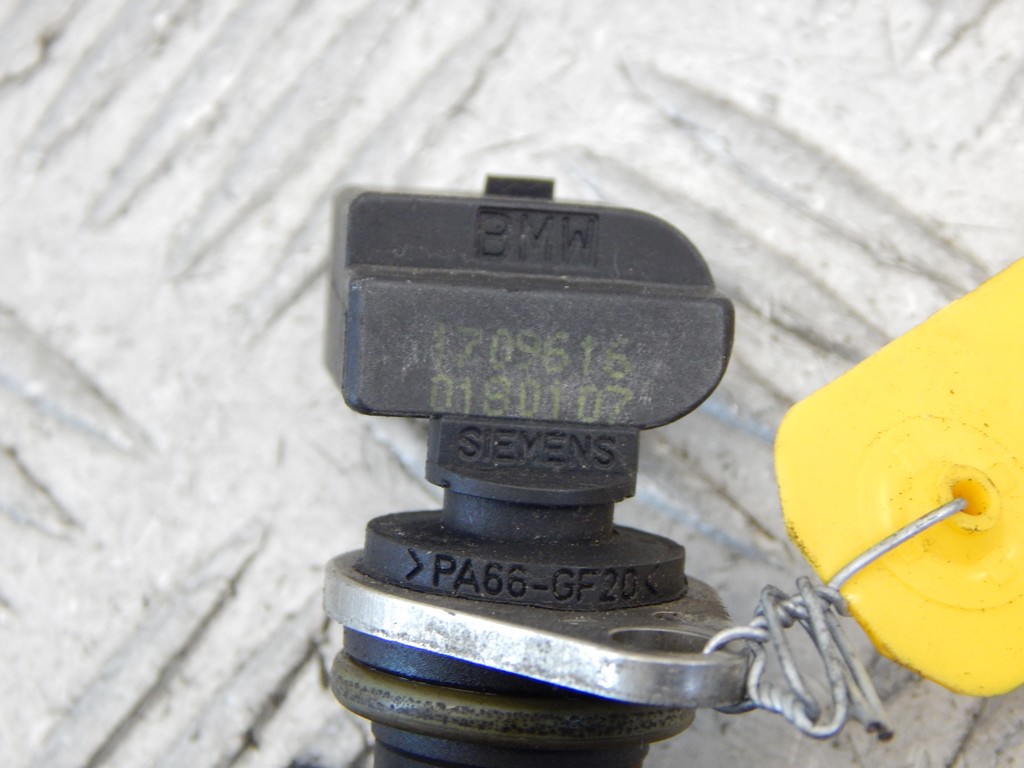 BMW
1709616
0180107
SIEMENS
>PA66-GF20<